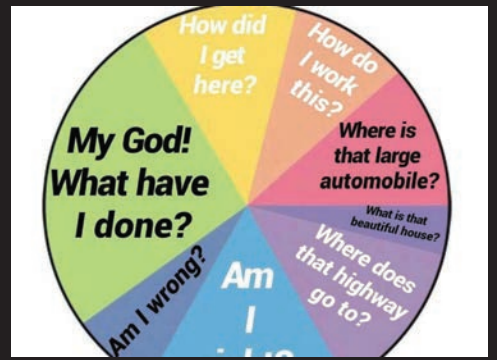 How did
I get
here?
How do
I work
this?
Where is
that large
automobile?
What is that
beautiful house?
Where does
that highway
go to?
Am
I
Am I wrong?
My God!
What have
I done?